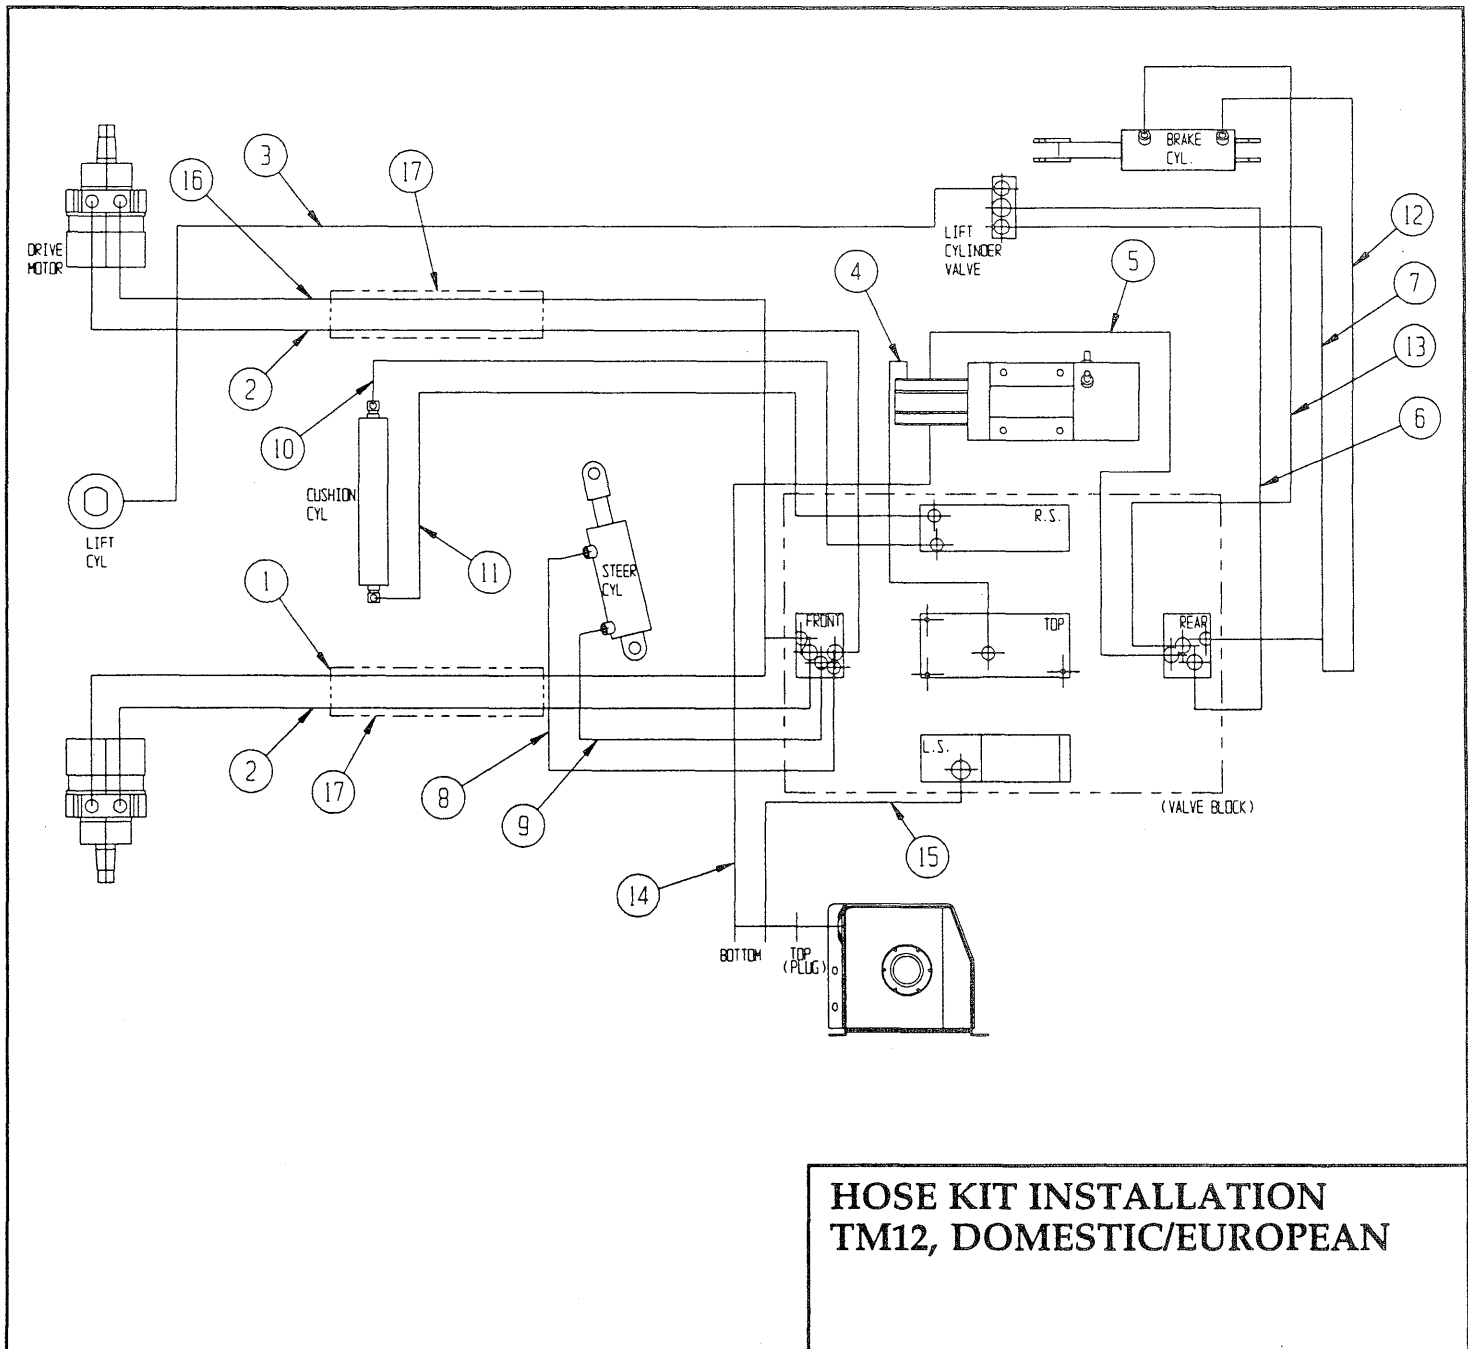 BRAKE
CYL.
3
16
17
12
DRIVE
MOTOR
LIFT
CYLINDER
VALVE
4
5
7
2
13
10
6
CUSHION
CYL
R.S.
LIFT
CYL
11
STEER
CYL
1
FRONT
TOP
REAR
L.S.
2
17
8
9
(VALVE BLOCK)
15
14
BOTTOM
TOP
(PLUG)
HOSE KIT INSTALLATION
TM12, DOMESTIC/EUROPEAN